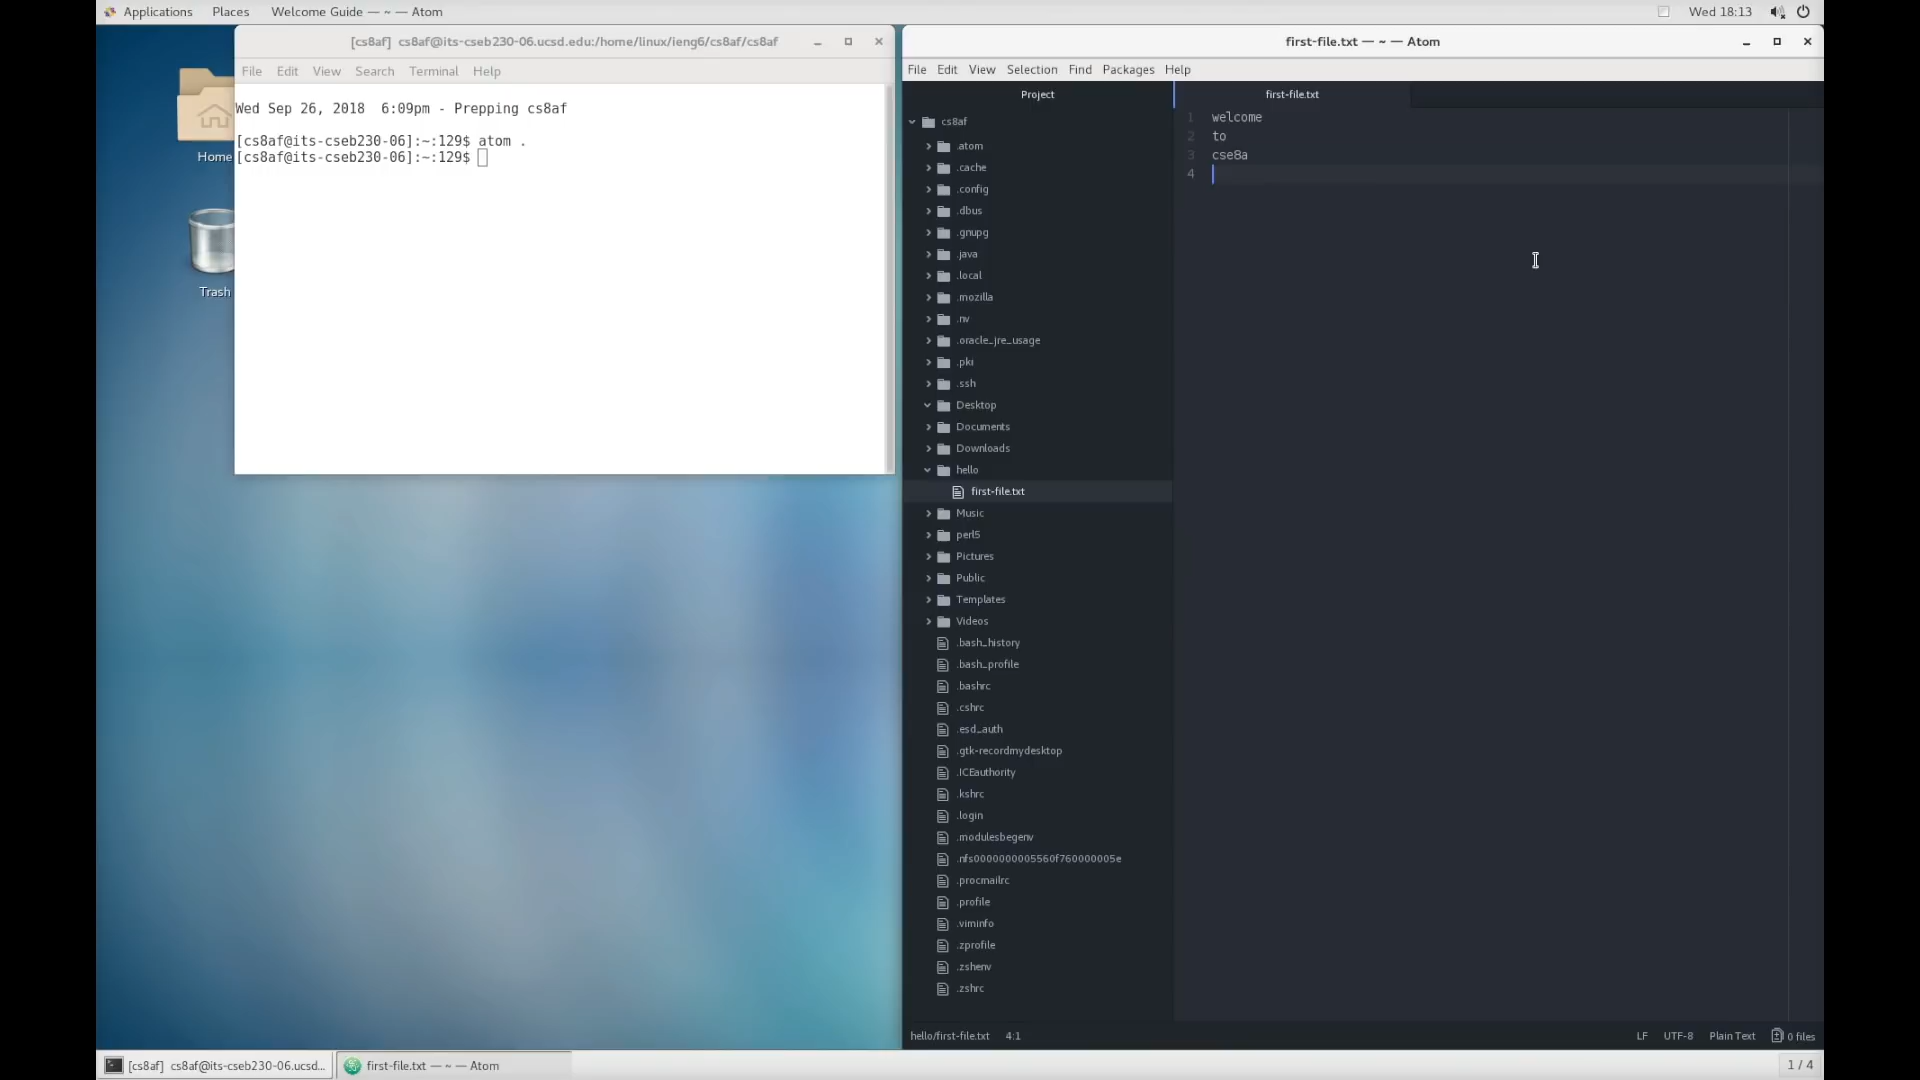 Applications Places Welcome Guide — ~ — Atom Wed 18:13
[cs8af] cs8af@its-cseb230-06.ucsd.edu:/home/linux/ieng6/cs8af/cs8af
File Edit View Search Terminal Help
Wed Sep 26, 2018 6:09pm - Prepping cs8af
[cs8af@its-cseb230-06]:~:129$ atom .
[cs8af@its-cseb230-06]:~:129$
Home
Trash
first-file.txt — ~ — Atom
File Edit View Selection Find Packages Help
Project
cs8af
.atom
.cache
.config
.dbus
.gnupg
.java
.local
.mozilla
.nv
.oracle_jre_usage
.pki
.ssh
Desktop
Documents
Downloads
hello
first-file.txt
Music
perl5
Pictures
Public
Templates
Videos
.bash_history
.bash_profile
.bashrc
.cshrc
.esd_auth
.gtk-recordmydesktop
.ICEauthority
.kshrc
.login
.modulesbegenv
.nfs0000000005560f760000005e
.procmailrc
.profile
.viminfo
.zprofile
.zshenv
.zshrc
first-file.txt
1 welcome
2 to
3 cse8a
4
hello/first-file.txt 4:1 LF UTF-8 Plain Text 0 files
[cs8af] cs8af@its-cseb230-06.ucsd... first-file.txt — ~ — Atom 1 / 4